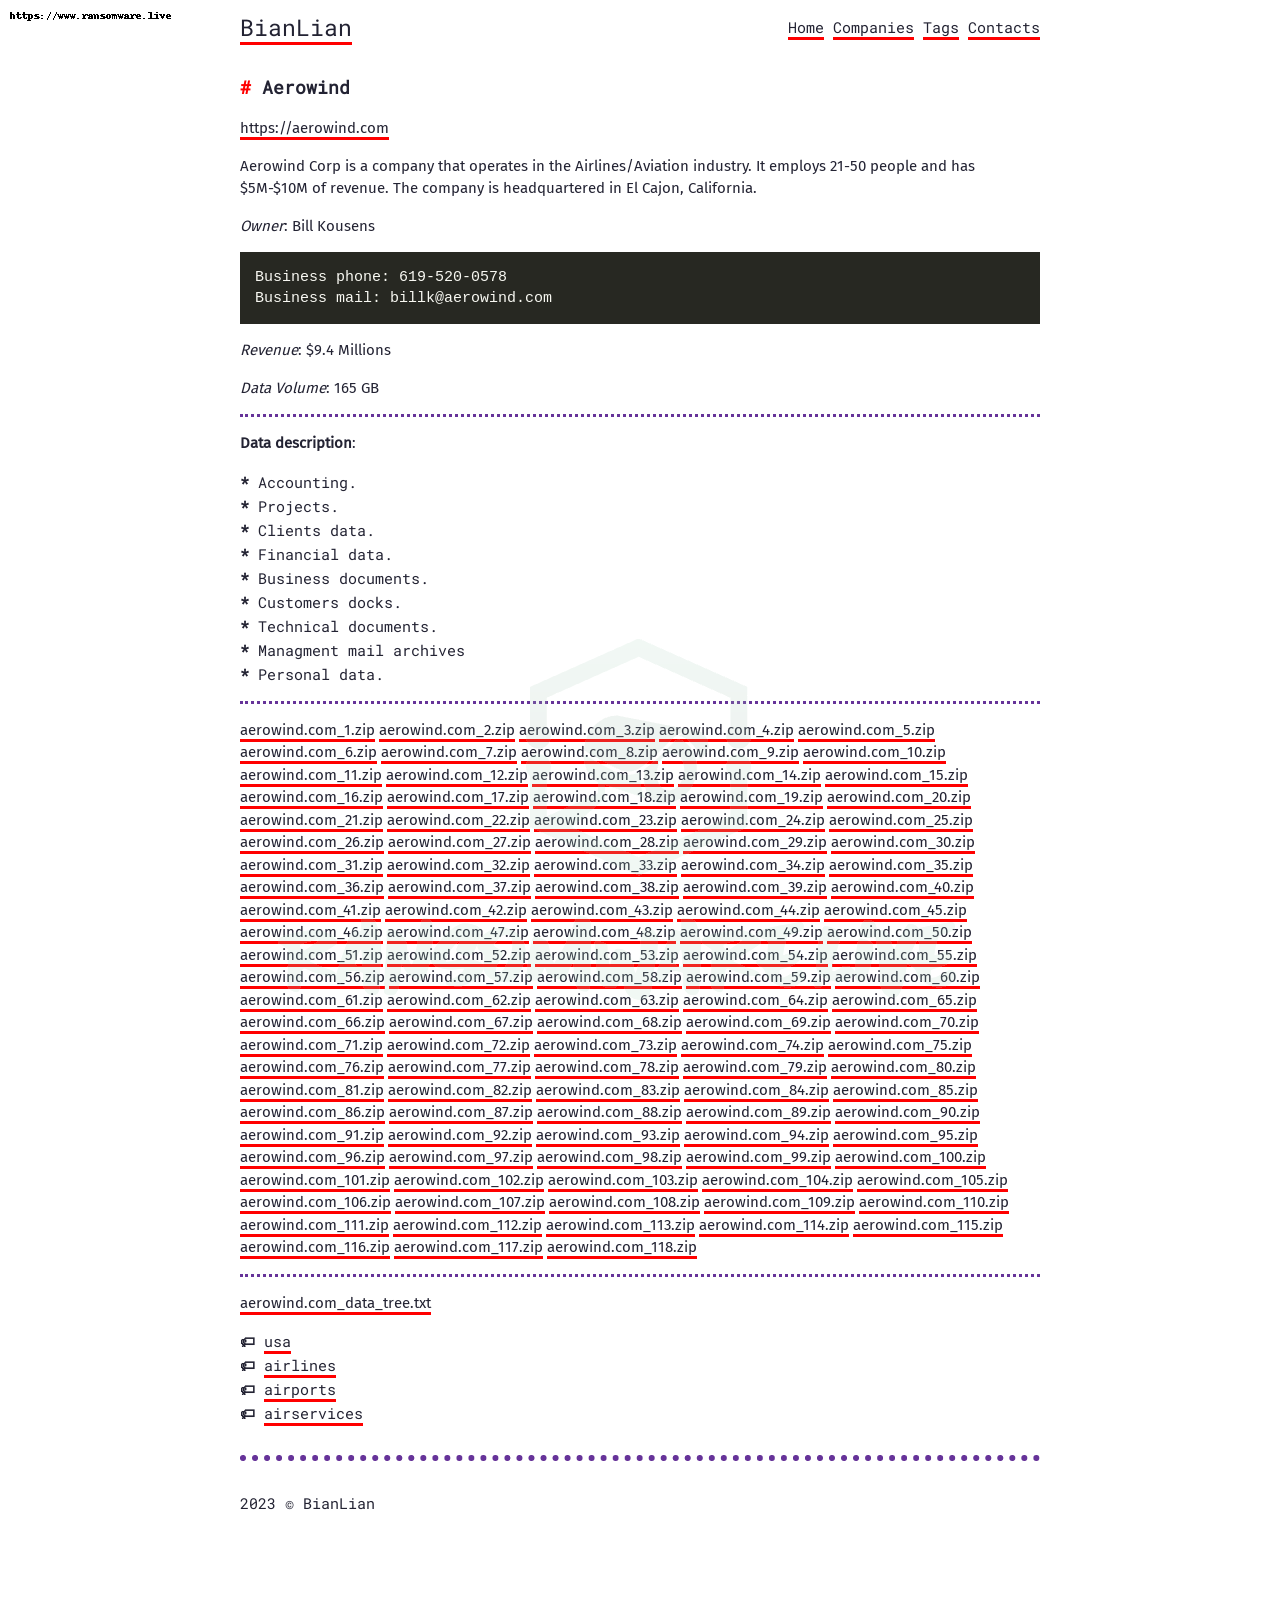 https://www.ransomware.live
BianLian
Home Companies Tags Contacts
# Aerowind
https://aerowind.com
Aerowind Corp is a company that operates in the Airlines/Aviation industry. It employs 21-50 people and has
$5M-$10M of revenue. The company is headquartered in El Cajon, California.
Owner: Bill Kousens
Business phone: 619-520-0578
Business mail: billk@aerowind.com
Revenue: $9.4 Millions
Data Volume: 165 GB
Data description:
* Accounting.
* Projects.
* Clients data.
* Financial data.
* Business documents.
* Customers docks.
* Technical documents.
* Managment mail archives
* Personal data.
aerowind.com_1.zip aerowind.com_2.zip aerowind.com_3.zip aerowind.com_4.zip aerowind.com_5.zip
aerowind.com_6.zip aerowind.com_7.zip aerowind.com_8.zip aerowind.com_9.zip aerowind.com_10.zip
aerowind.com_11.zip aerowind.com_12.zip aerowind.com_13.zip aerowind.com_14.zip aerowind.com_15.zip
aerowind.com_16.zip aerowind.com_17.zip aerowind.com_18.zip aerowind.com_19.zip aerowind.com_20.zip
aerowind.com_21.zip aerowind.com_22.zip aerowind.com_23.zip aerowind.com_24.zip aerowind.com_25.zip
aerowind.com_26.zip aerowind.com_27.zip aerowind.com_28.zip aerowind.com_29.zip aerowind.com_30.zip
aerowind.com_31.zip aerowind.com_32.zip aerowind.com_33.zip aerowind.com_34.zip aerowind.com_35.zip
aerowind.com_36.zip aerowind.com_37.zip aerowind.com_38.zip aerowind.com_39.zip aerowind.com_40.zip
aerowind.com_41.zip aerowind.com_42.zip aerowind.com_43.zip aerowind.com_44.zip aerowind.com_45.zip
aerowind.com_46.zip aerowind.com_47.zip aerowind.com_48.zip aerowind.com_49.zip aerowind.com_50.zip
aerowind.com_51.zip aerowind.com_52.zip aerowind.com_53.zip aerowind.com_54.zip aerowind.com_55.zip
aerowind.com_56.zip aerowind.com_57.zip aerowind.com_58.zip aerowind.com_59.zip aerowind.com_60.zip
aerowind.com_61.zip aerowind.com_62.zip aerowind.com_63.zip aerowind.com_64.zip aerowind.com_65.zip
aerowind.com_66.zip aerowind.com_67.zip aerowind.com_68.zip aerowind.com_69.zip aerowind.com_70.zip
aerowind.com_71.zip aerowind.com_72.zip aerowind.com_73.zip aerowind.com_74.zip aerowind.com_75.zip
aerowind.com_76.zip aerowind.com_77.zip aerowind.com_78.zip aerowind.com_79.zip aerowind.com_80.zip
aerowind.com_81.zip aerowind.com_82.zip aerowind.com_83.zip aerowind.com_84.zip aerowind.com_85.zip
aerowind.com_86.zip aerowind.com_87.zip aerowind.com_88.zip aerowind.com_89.zip aerowind.com_90.zip
aerowind.com_91.zip aerowind.com_92.zip aerowind.com_93.zip aerowind.com_94.zip aerowind.com_95.zip
aerowind.com_96.zip aerowind.com_97.zip aerowind.com_98.zip aerowind.com_99.zip aerowind.com_100.zip
aerowind.com_101.zip aerowind.com_102.zip aerowind.com_103.zip aerowind.com_104.zip aerowind.com_105.zip
aerowind.com_106.zip aerowind.com_107.zip aerowind.com_108.zip aerowind.com_109.zip aerowind.com_110.zip
aerowind.com_111.zip aerowind.com_112.zip aerowind.com_113.zip aerowind.com_114.zip aerowind.com_115.zip
aerowind.com_116.zip aerowind.com_117.zip aerowind.com_118.zip
aerowind.com_data_tree.txt
usa
airlines
airports
airservices
2023 © BianLian